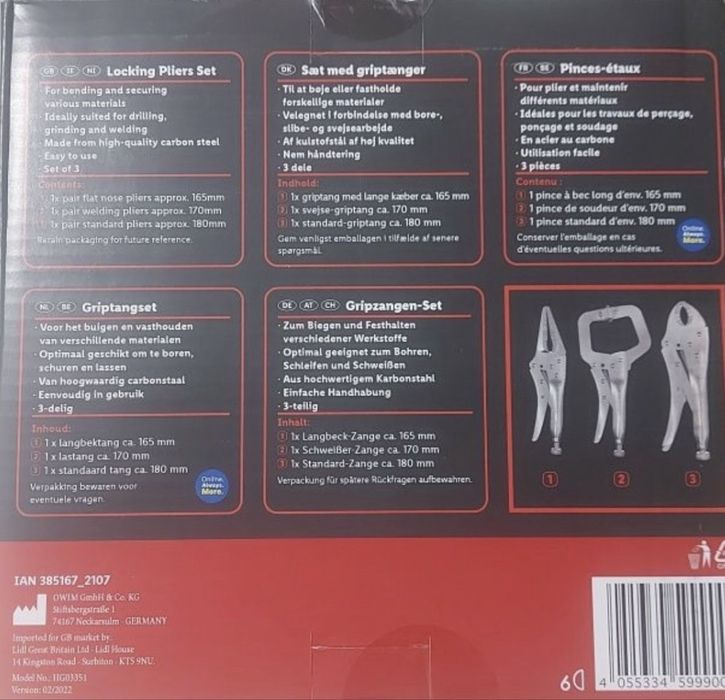 GB IE NI Locking Pliers Set
· For bending and securing
various materials
· Ideally suited for drilling,
grinding and welding
· Made from high-quality carbon steel
· Easy to use
· Set of 3
Contents:
1 1x pair flat nose pliers approx. 165mm
2 1x pair welding pliers approx. 170mm
3 1x pair standard pliers approx. 180mm
Retain packaging for future reference.
DK Sæt med griptænger
· Til at bøje eller fastholde
forskellige materialer
· Velegnet i forbindelse med bore-,
slibe- og svejsearbejde
· Af kulstofstål af høj kvalitet
· Nem håndtering
· 3 dele
Indhold:
1 1x griptang med lange kæber ca. 165 mm
2 1x svejse-griptang ca. 170 mm
3 1x standard-griptang ca. 180 mm
Gem venligst emballagen i tilfælde af senere
spørgsmål.
FR BE Pinces-étaux
· Pour plier et maintenir
différents matériaux
· Idéales pour les travaux de perçage,
ponçage et soudage
· En acier au carbone
· Utilisation facile
· 3 pièces
Contenu :
1 1 pince à bec long d'env. 165 mm
2 1 pince de soudeur d'env. 170 mm
3 1 pince standard d'env. 180 mm
Conserver l'emballage en cas
d'éventuelles questions ultérieures.
Online.
Always.
More.
NL BE Griptangset
· Voor het buigen en vasthouden
van verschillende materialen
· Optimaal geschikt om te boren,
schuren en lassen
· Van hoogwaardig carbonstaal
· Eenvoudig in gebruik
· 3-delig
Inhoud:
1 1 x langbektang ca. 165 mm
2 1 x lastang ca. 170 mm
3 1 x standaard tang ca. 180 mm
Verpakking bewaren voor
eventuele vragen.
Online.
Always.
More.
DE AT CH Gripzangen-Set
· Zum Biegen und Festhalten
verschiedener Werkstoffe
· Optimal geeignet zum Bohren,
Schleifen und Schweißen
· Aus hochwertigem Karbonstahl
· Einfache Handhabung
· 3-teilig
Inhalt:
1 1x Langbeck-Zange ca. 165 mm
2 1x Schweißer-Zange ca. 170 mm
3 1x Standard-Zange ca. 180 mm
Verpackung für spätere Rückfragen aufbewahren.
1 2 3
IAN 385167_2107
OWIM GmbH & Co. KG
Stiftsbergstraße 1
74167 Neckarsulm · GERMANY
Imported for GB market by:
Lidl Great Britain Ltd · Lidl House
14 Kingston Road · Surbiton · KT5 9NU.
Model No.: HG03351
Version: 02/2022
6
4 055334 59990